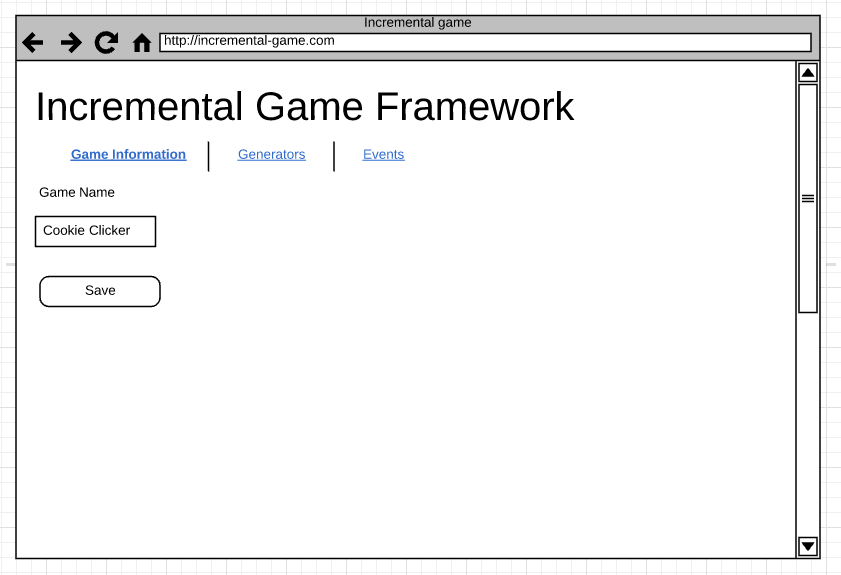 Incremental game
http://incremental-game.com
Incremental Game Framework
Game Information Generators Events
Game Name
Cookie Clicker
Save